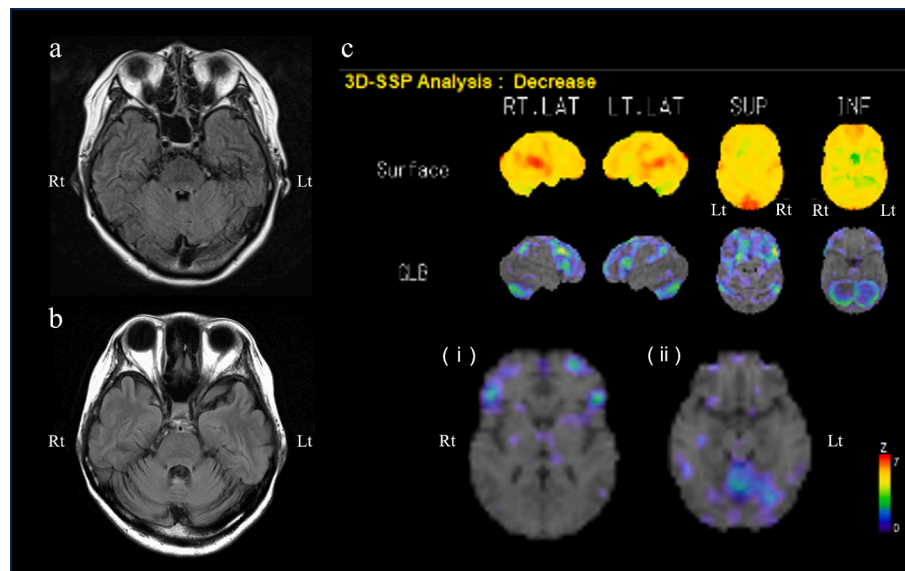 a
Rt
Lt
b
Rt
Lt
c
3D-SSP Analysis : Decrease
RT.LAT LT.LAT SUP INF
Surface
Lt Rt Rt Lt
GLB
( i ) ( ii )
Rt
Lt
Z
7
0